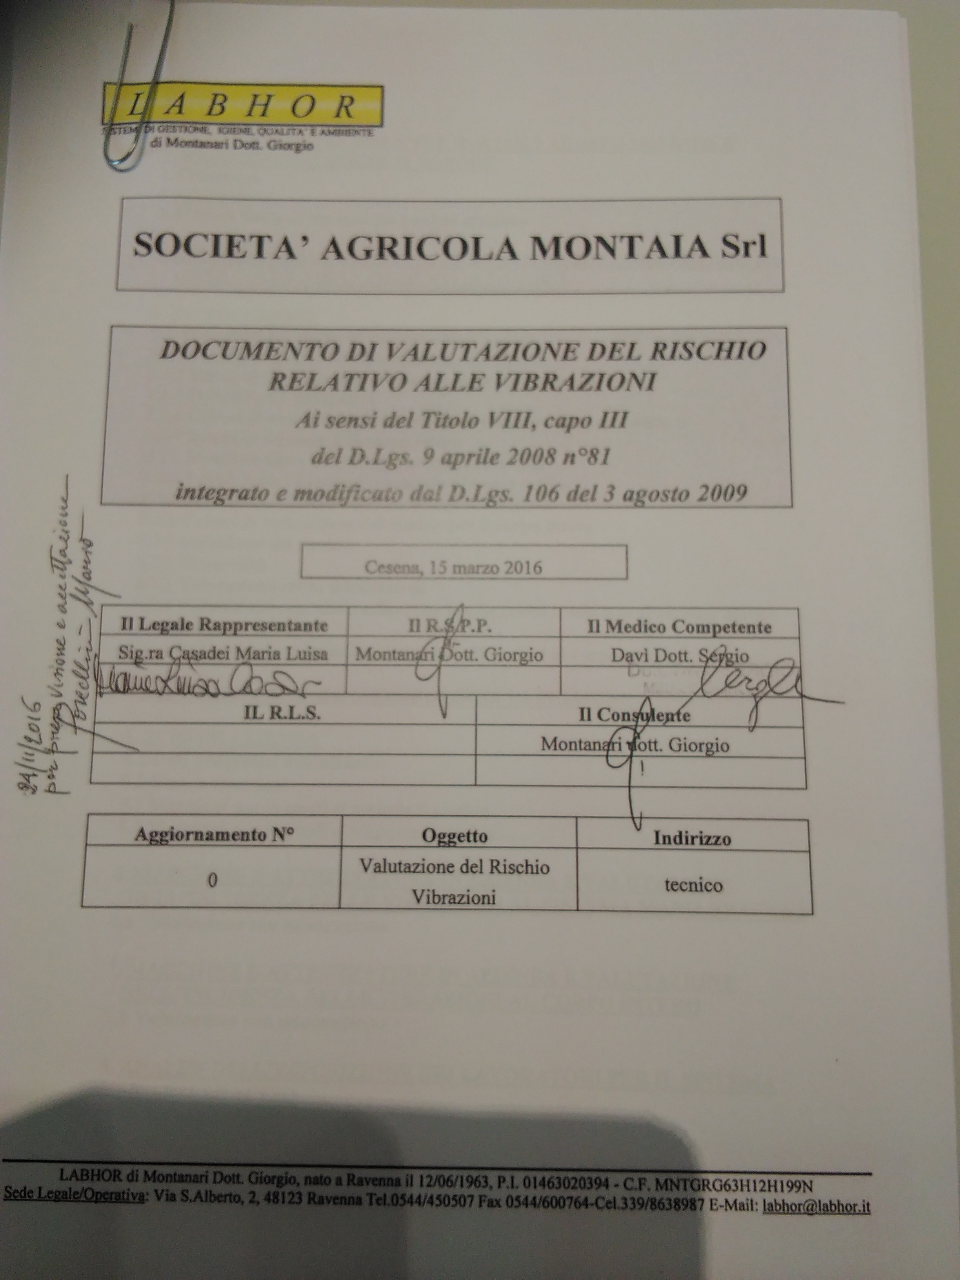 LABHOR
SISTEMI DI GESTIONE, IGIENE, QUALITA' E AMBIENTE
di Montanari Dott. Giorgio
SOCIETA' AGRICOLA MONTAIA Srl
DOCUMENTO DI VALUTAZIONE DEL RISCHIO
RELATIVO ALLE VIBRAZIONI
Ai sensi del Titolo VIII, capo III
del D.Lgs. 9 aprile 2008 n°81
integrato e modificato dal D.Lgs. 106 del 3 agosto 2009
Cesena, 15 marzo 2016
24/11/2016
per presa visione e accettazione
Il Legale Rappresentante Il R.S.P.P. Il Medico Competente
Sig.ra Casadei Maria Luisa Montanari Dott. Giorgio Davì Dott. Sergio
IL R.L.S. Il Consulente
Montanari dott. Giorgio
Aggiornamento N° Oggetto Indirizzo
0 Valutazione del Rischio Vibrazioni tecnico
LABHOR di Montanari Dott. Giorgio, nato a Ravenna il 12/06/1963, P.I. 01463020394 - C.F. MNTGRG63H12H199N
Sede Legale/Operativa: Via S.Alberto, 2, 48123 Ravenna Tel.0544/450507 Fax 0544/600764-Cel.339/8638987 E-Mail: labhor@labhor.it